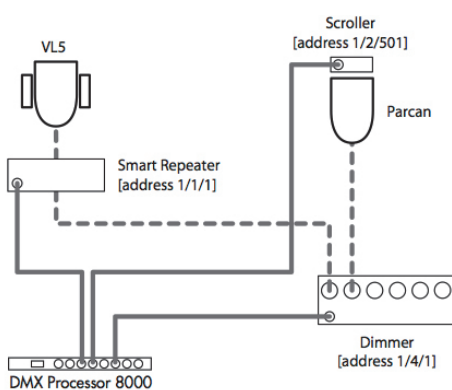 VL5
Scroller
[address 1/2/501]
Parcan
Smart Repeater
[address 1/1/1]
Dimmer
[address 1/4/1]
DMX Processor 8000